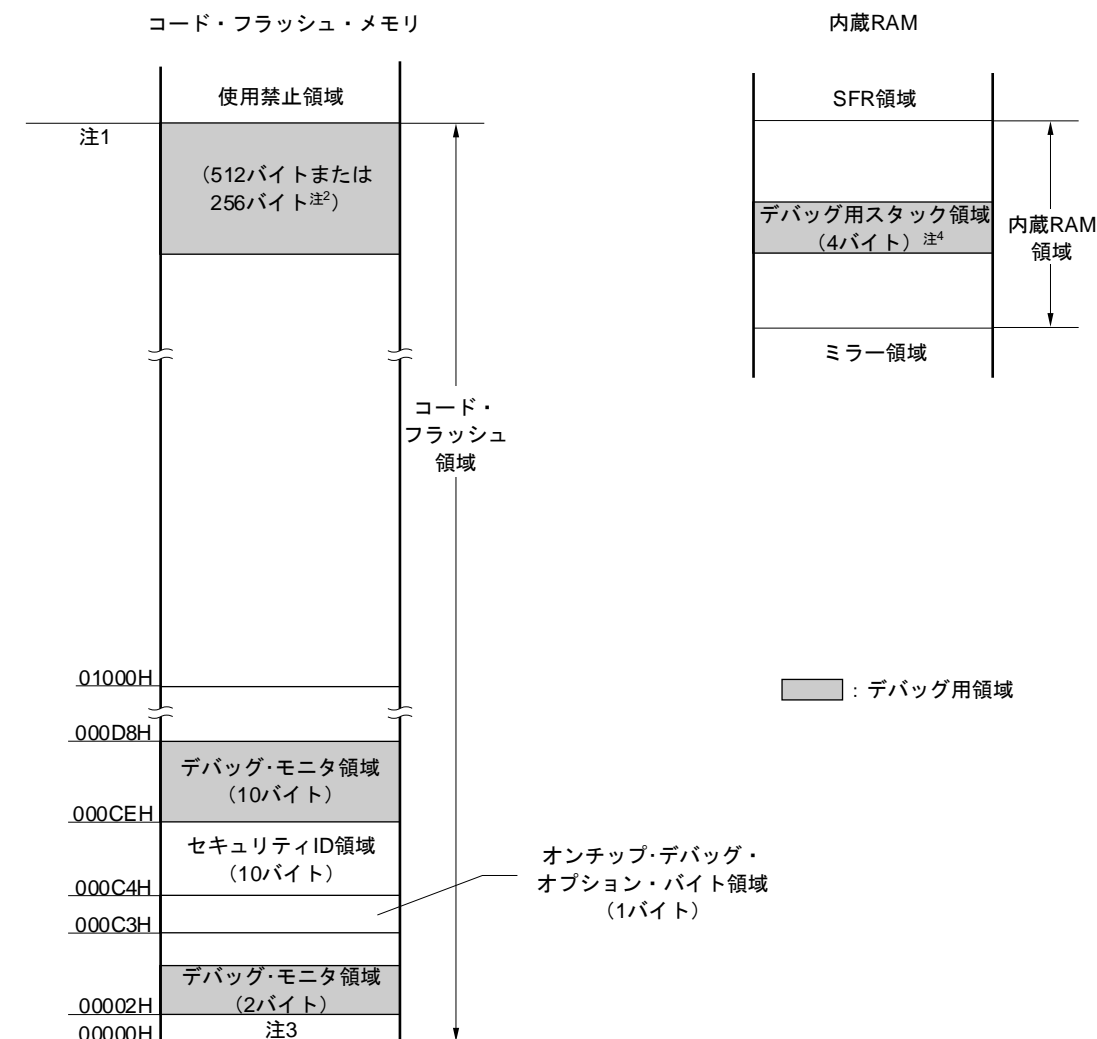 コード・フラッシュ・メモリ
使用禁止領域
注1
(512バイトまたは
256バイト注2)
コード・
フラッシュ
領域
01000H
000D8H
デバッグ・モニタ領域
(10バイト)
000CEH
セキュリティID領域
(10バイト)
000C4H
000C3H
オンチップ・デバッグ・
オプション・バイト領域
(1バイト)
デバッグ・モニタ領域
(2バイト)
00002H
注3
00000H
内蔵RAM
SFR領域
デバッグ用スタック領域
(4バイト)注4
内蔵RAM
領域
ミラー領域
:デバッグ用領域